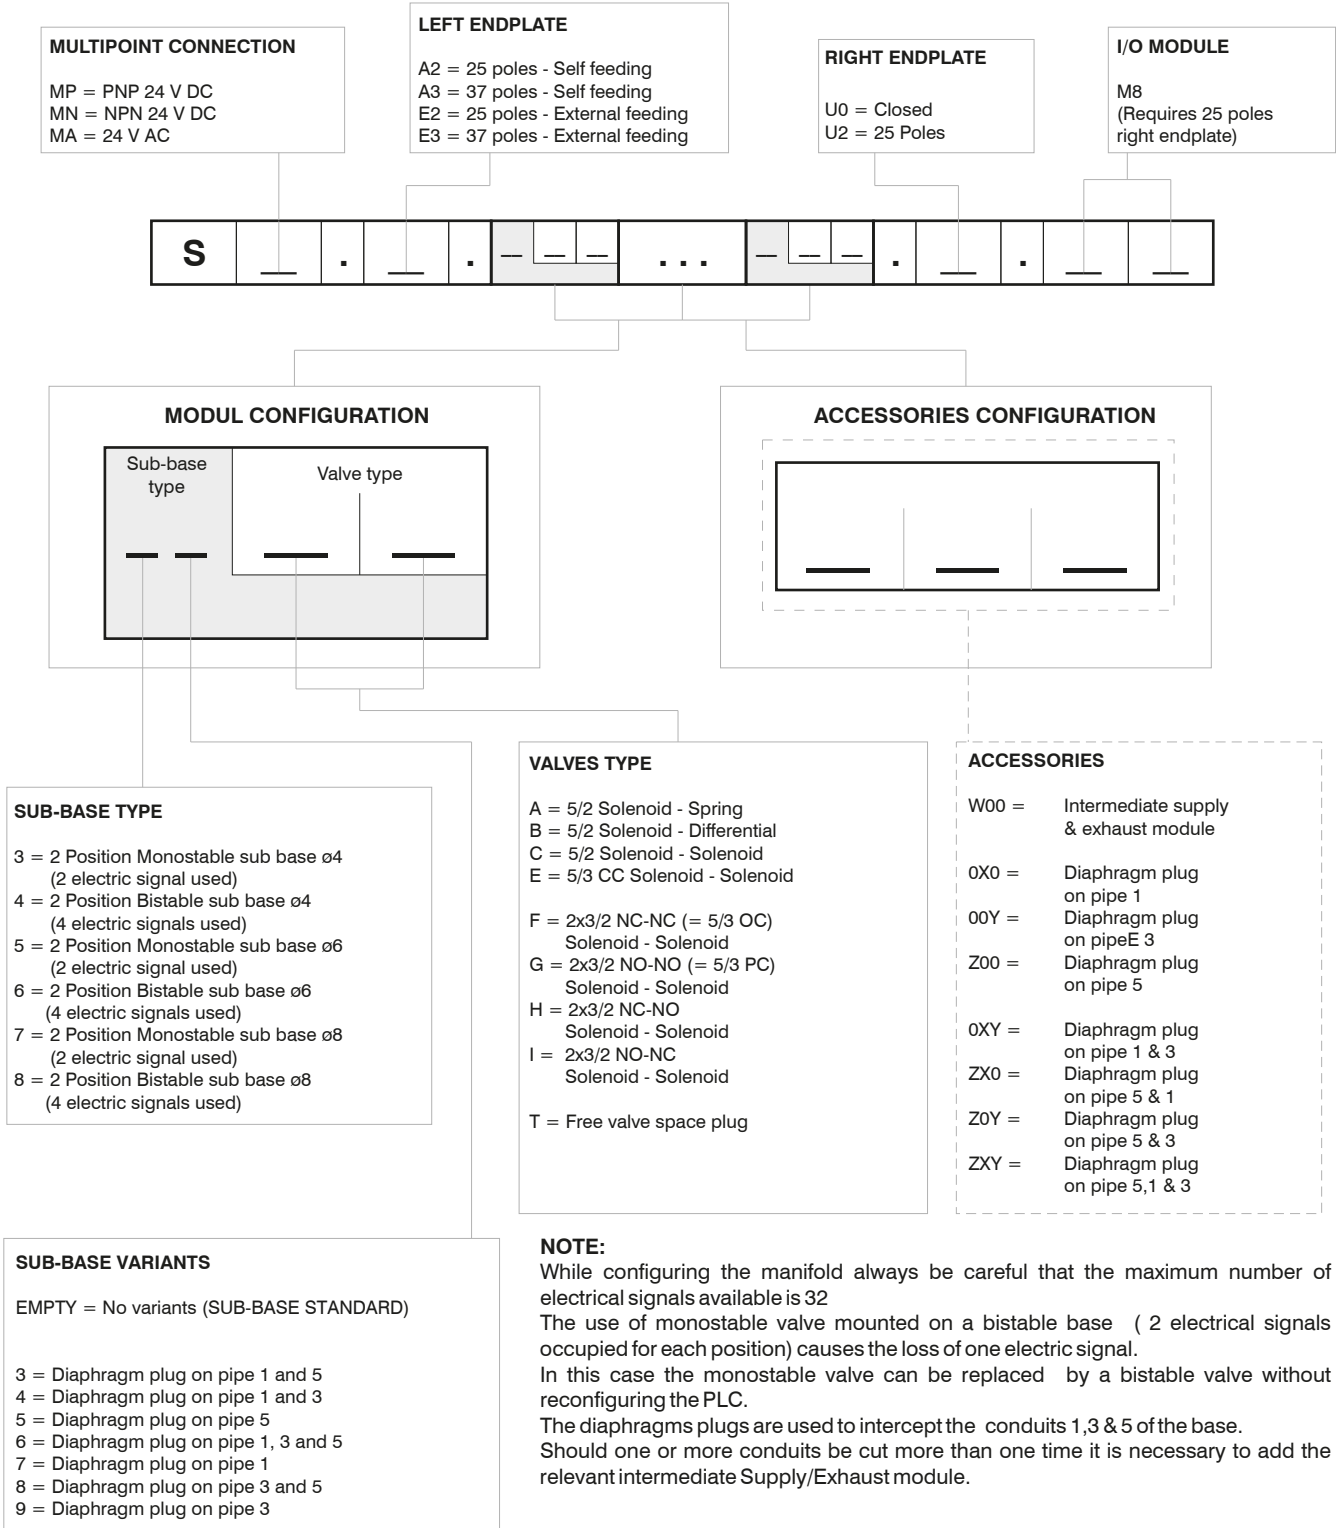 MULTIPOINT CONNECTION
MP = PNP 24 V DC
MN = NPN 24 V DC
MA = 24 V AC
LEFT ENDPLATE
A2 = 25 poles - Self feeding
A3 = 37 poles - Self feeding
E2 = 25 poles - External feeding
E3 = 37 poles - External feeding
RIGHT ENDPLATE
U0 = Closed
U2 = 25 Poles
I/O MODULE
M8
(Requires 25 poles
right endplate)
S __ . __ . __ __ __ ... __ __ __ . __ . __ __
MODUL CONFIGURATION
Sub-base
type
Valve type
ACCESSORIES CONFIGURATION
SUB-BASE TYPE
3 = 2 Position Monostable sub base ø4
(2 electric signal used)
4 = 2 Position Bistable sub base ø4
(4 electric signals used)
5 = 2 Position Monostable sub base ø6
(2 electric signal used)
6 = 2 Position Bistable sub base ø6
(4 electric signals used)
7 = 2 Position Monostable sub base ø8
(2 electric signal used)
8 = 2 Position Bistable sub base ø8
(4 electric signals used)
VALVES TYPE
A = 5/2 Solenoid - Spring
B = 5/2 Solenoid - Differential
C = 5/2 Solenoid - Solenoid
E = 5/3 CC Solenoid - Solenoid
F = 2x3/2 NC-NC (= 5/3 OC)
Solenoid - Solenoid
G = 2x3/2 NO-NO (= 5/3 PC)
Solenoid - Solenoid
H = 2x3/2 NC-NO
Solenoid - Solenoid
I = 2x3/2 NO-NC
Solenoid - Solenoid
T = Free valve space plug
ACCESSORIES
W00 = Intermediate supply
& exhaust module
0X0 = Diaphragm plug
on pipe 1
00Y = Diaphragm plug
on pipeE 3
Z00 = Diaphragm plug
on pipe 5
0XY = Diaphragm plug
on pipe 1 & 3
ZX0 = Diaphragm plug
on pipe 5 & 1
Z0Y = Diaphragm plug
on pipe 5 & 3
ZXY = Diaphragm plug
on pipe 5,1 & 3
SUB-BASE VARIANTS
EMPTY = No variants (SUB-BASE STANDARD)
3 = Diaphragm plug on pipe 1 and 5
4 = Diaphragm plug on pipe 1 and 3
5 = Diaphragm plug on pipe 5
6 = Diaphragm plug on pipe 1, 3 and 5
7 = Diaphragm plug on pipe 1
8 = Diaphragm plug on pipe 3 and 5
9 = Diaphragm plug on pipe 3
NOTE:
While configuring the manifold always be careful that the maximum number of
electrical signals available is 32
The use of monostable valve mounted on a bistable base ( 2 electrical signals
occupied for each position) causes the loss of one electric signal.
In this case the monostable valve can be replaced by a bistable valve without
reconfiguring the PLC.
The diaphragms plugs are used to intercept the conduits 1,3 & 5 of the base.
Should one or more conduits be cut more than one time it is necessary to add the
relevant intermediate Supply/Exhaust module.